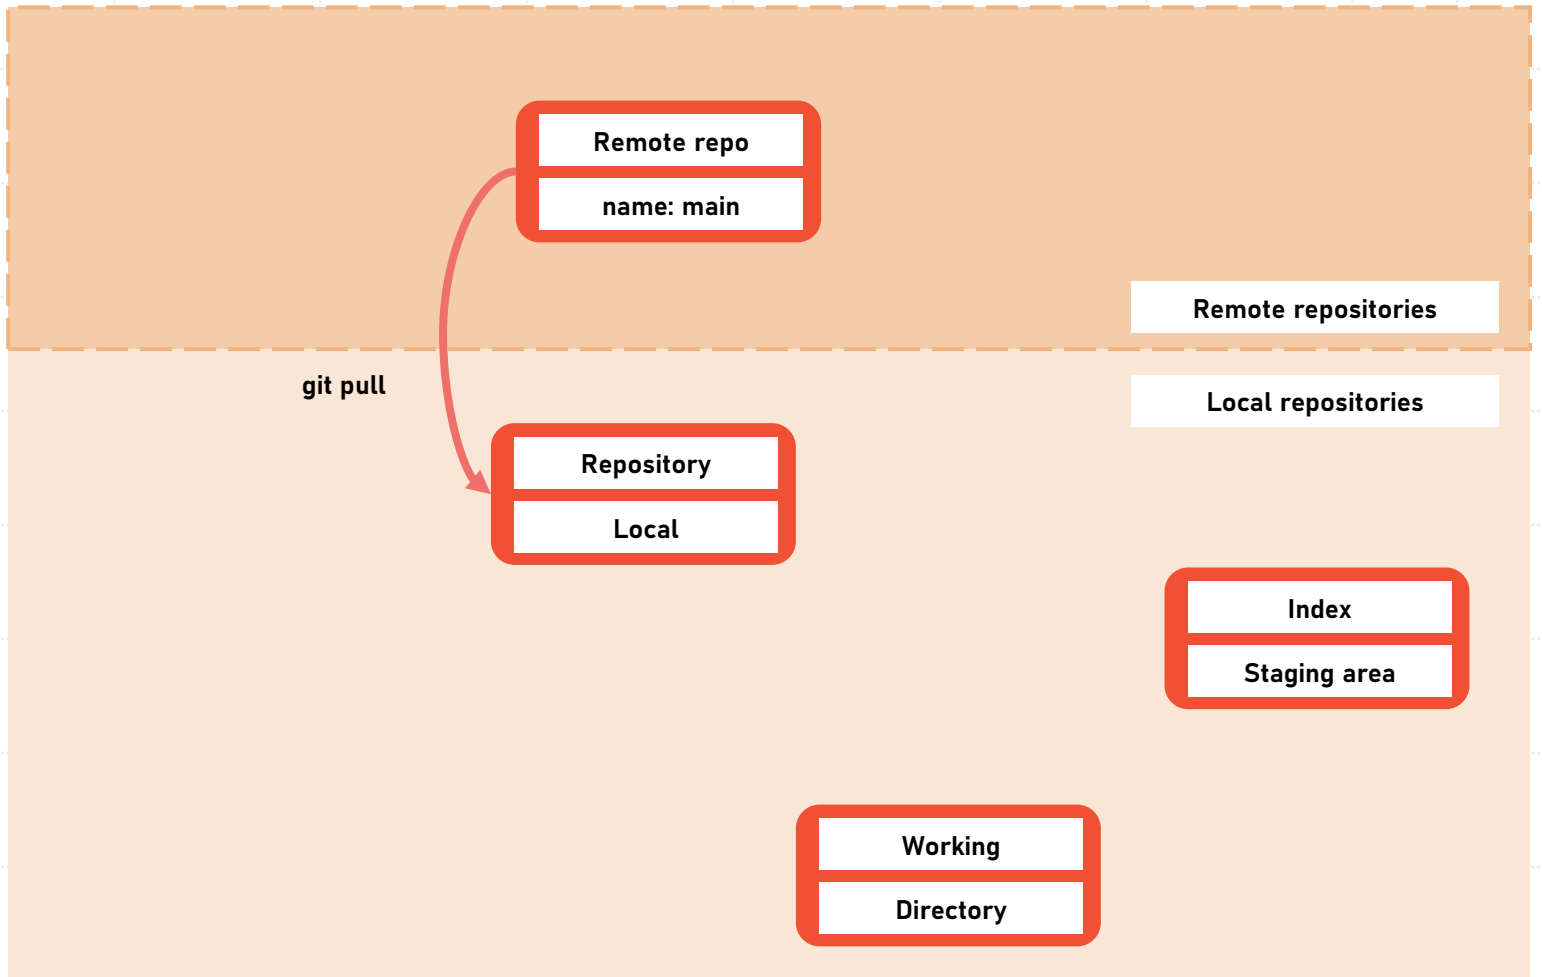 Remote repo
name: main
Remote repositories
git pull
Local repositories
Repository
Local
Index
Staging area
Working
Directory